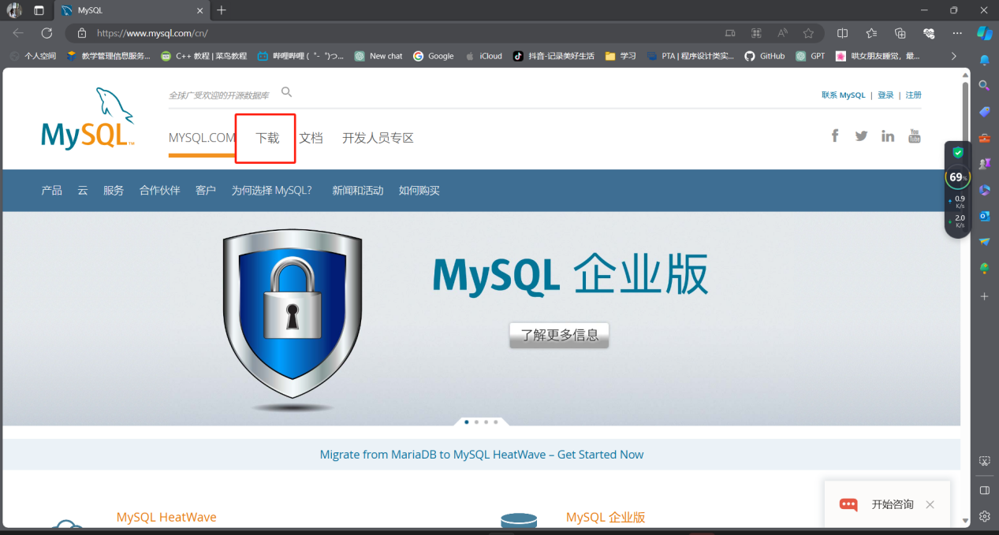 MySQL
https://www.mysql.com/cn/
个人空间 教学管理信息服务... C++ 教程 | 菜鸟教程 哔哩哔哩 ( ゜- ゜)つ... New chat Google iCloud 抖音-记录美好生活 学习 PTA | 程序设计类实... GitHub GPT 哄女朋友睡觉，最...
全球广受欢迎的开源数据库
联系 MySQL | 登录 | 注册
MySQL™
MYSQL.COM 下载 文档 开发人员专区
You Tube
产品 云 服务 合作伙伴 客户 为何选择 MySQL? 新闻和活动 如何购买
69%
0.9 K/s
2.0 K/s
MySQL 企业版
了解更多信息
Migrate from MariaDB to MySQL HeatWave – Get Started Now
开始咨询
MySQL HeatWave
MySQL 企业版